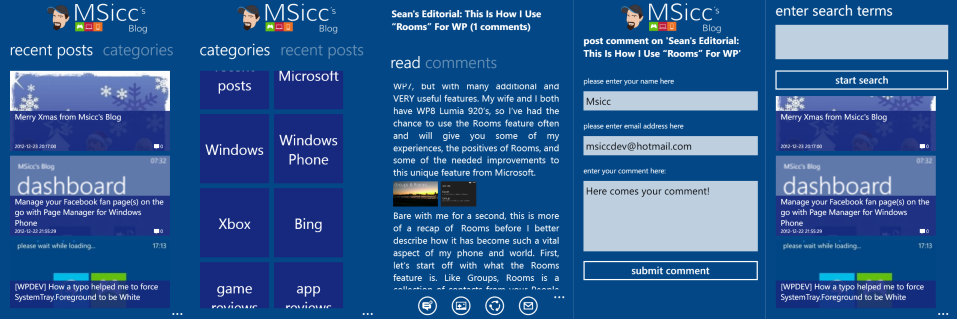 MSicc`s
Blog
recent posts categories
Merry Xmas from Msicc's Blog
2012-12-23 20:17:00 0
07:32
MSicc's Blog
dashboard
Manage your Facebook fan page(s) on the
go with Page Manager for Windows
Phone
2012-12-22 21:55:29 0
please wait while loading... 17:13
[WPDEV] How a typo helped me to force
SystemTray.Foreground to be White
...
MSicc`s
Blog
categories recent posts
recent
posts
Microsoft
Windows
Windows
Phone
Xbox
Bing
game
reviews
app
reviews
...
Sean's Editorial: This Is How I Use
“Rooms” For WP (1 comments)
read comments
WP7, but with many additional and
VERY useful features. My wife and I both
have WP8 Lumia 920's, so I've had the
chance to use the Rooms feature often
and will give you some of my
experiences, the positives of Rooms, and
some of the needed improvements to
this unique feature from Microsoft.
Bare with me for a second, this is more
of a recap of Rooms before I better
describe how it has become such a vital
aspect of my phone and world. First,
let's start off with what the Rooms
feature is. Like Groups, Rooms is a
collection of contacts from your People
...
MSicc`s
Blog
post comment on 'Sean's Editorial:
This Is How I Use “Rooms” For WP'
please enter your name here
Msicc
please enter email address here
msiccdev@hotmail.com
enter your comment here:
Here comes your comment!
submit comment
enter search terms
start search
Merry Xmas from Msicc's Blog
2012-12-23 20:17:00 0
07:32
MSicc's Blog
dashboard
Manage your Facebook fan page(s) on the
go with Page Manager for Windows
Phone
2012-12-22 21:55:29 0
please wait while loading... 17:13
[WPDEV] How a typo helped me to force
SystemTray.Foreground to be White
...